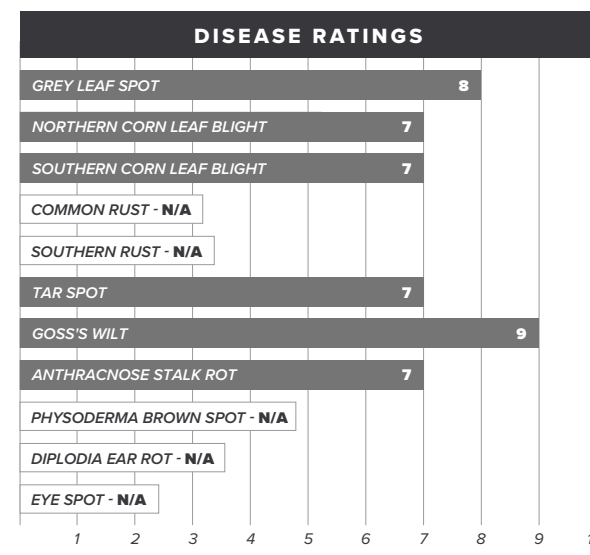 DISEASE RATINGS
GREY LEAF SPOT 8
NORTHERN CORN LEAF BLIGHT 7
SOUTHERN CORN LEAF BLIGHT 7
COMMON RUST - N/A
SOUTHERN RUST - N/A
TAR SPOT 7
GOSS'S WILT 9
ANTHRACNOSE STALK ROT 7
PHYSODERMA BROWN SPOT - N/A
DIPLODIA EAR ROT - N/A
EYE SPOT - N/A
1 2 3 4 5 6 7 8 9